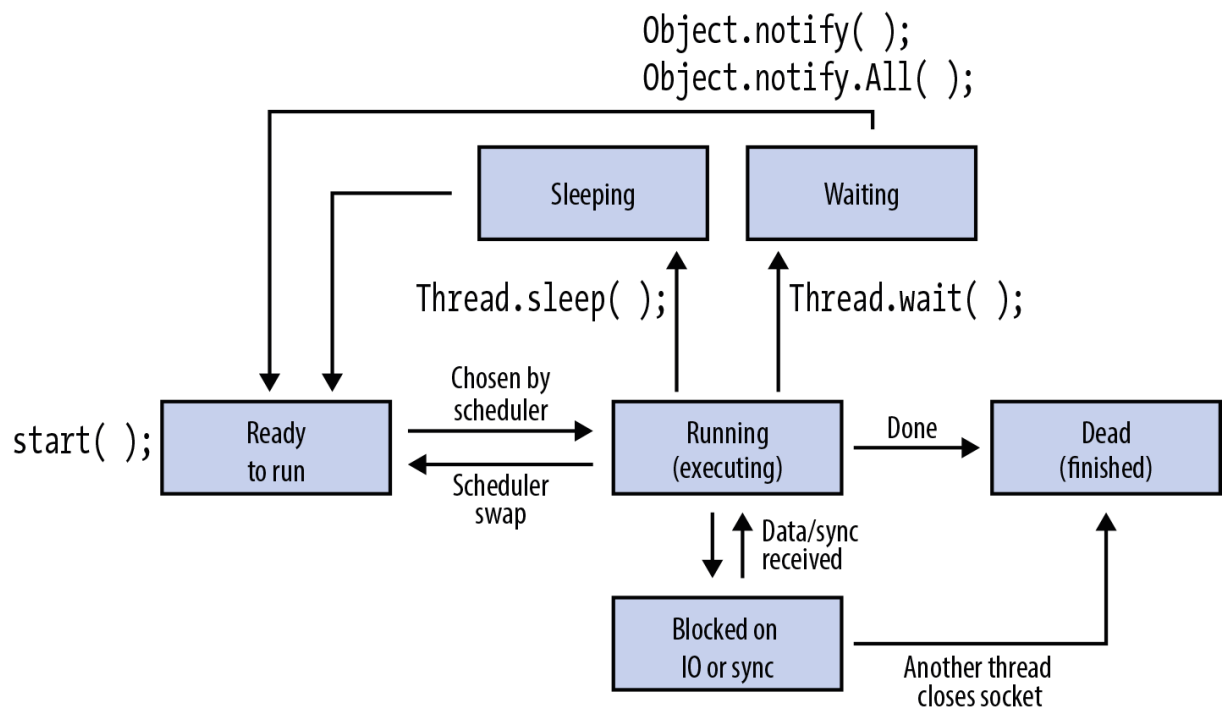 Object.notify( );
Object.notify.All( );
Sleeping
Waiting
Thread.sleep( );
Thread.wait( );
start( );
Ready
to run
Chosen by
scheduler
Scheduler
swap
Running
(executing)
Done
Dead
(finished)
Data/sync
received
Blocked on
IO or sync
Another thread
closes socket